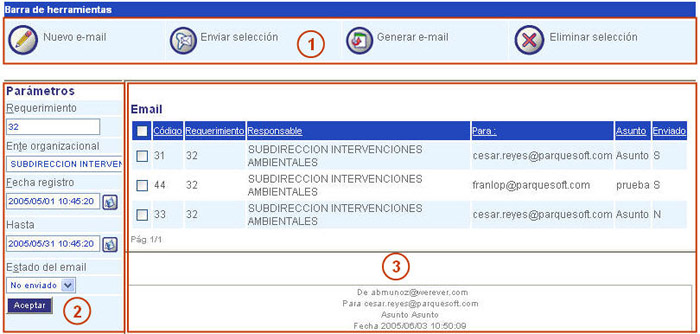 Barra de herramientas
Nuevo e-mail
Enviar selección
Generar e-mail
Eliminar selección
1
Parámetros
Requerimiento
32
Ente organizacional
SUBDIRECCION INTERVEN
Fecha registro
2005/05/01 10:45:20
Hasta
2005/05/31 10:45:20
Estado del email
No enviado
Aceptar
2
Email
Código Requerimiento Responsable Para : Asunto Enviado
31 32 SUBDIRECCION INTERVENCIONES AMBIENTALES cesar.reyes@parquesoft.com Asunto S
44 32 SUBDIRECCION INTERVENCIONES AMBIENTALES franlop@parquesoft.com prueba S
33 32 SUBDIRECCION INTERVENCIONES AMBIENTALES cesar.reyes@parquesoft.com Asunto N
Pág. 1/1
3
De abmunoz@werever.com
Para cesar.reyes@parquesoft.com
Asunto Asunto
Fecha 2005/06/03 10:50:09